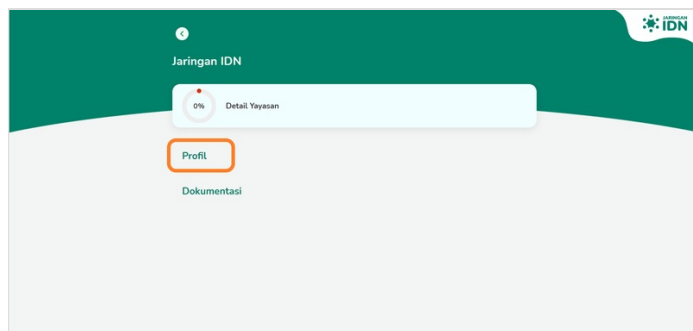 JARINGAN
IDN
Jaringan IDN
0%
Detail Yayasan
Profil
Dokumentasi